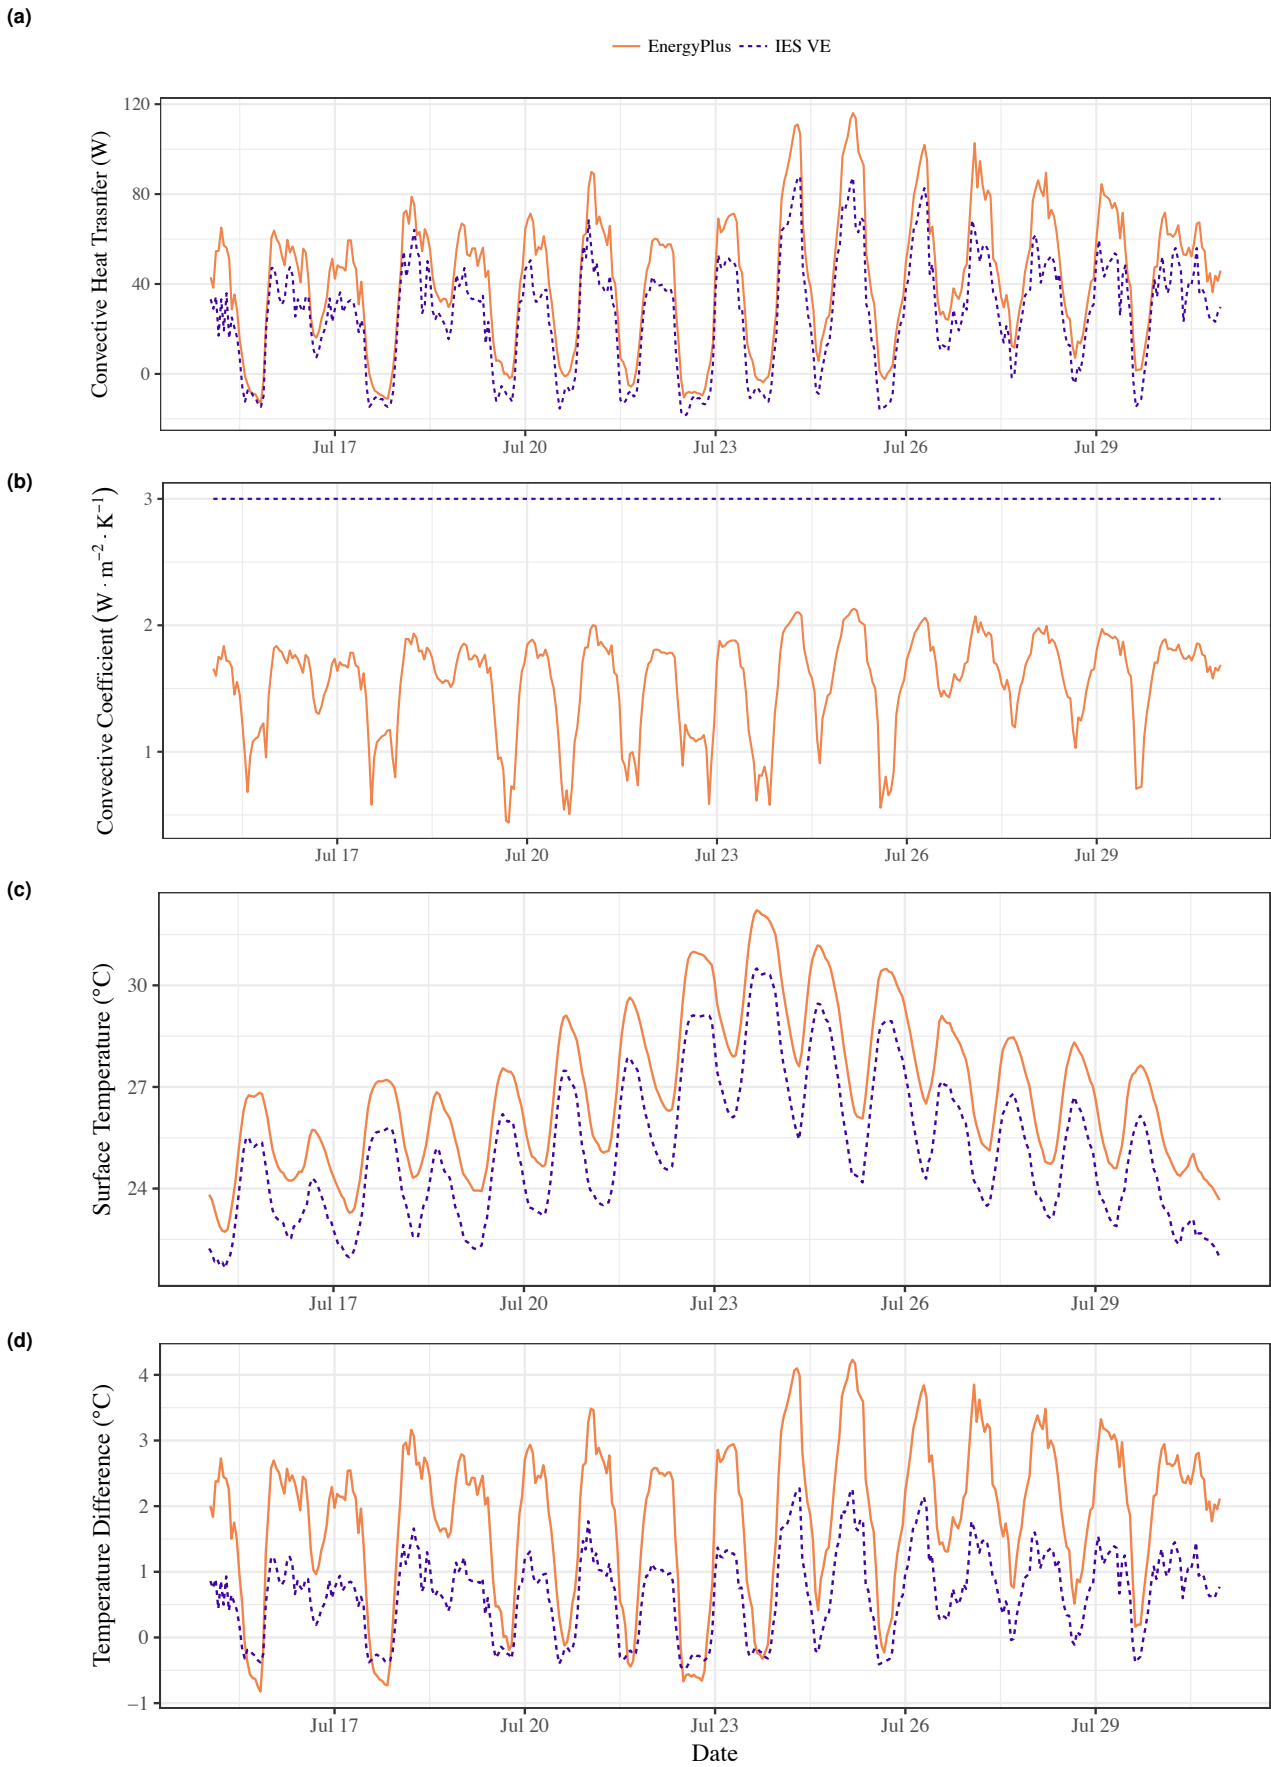 (a)
EnergyPlus IES VE
Convective Heat Trasnfer (W)
120
80
40
0
Jul 17 Jul 20 Jul 23 Jul 26 Jul 29
(b)
Convective Coefficient (W · m⁻² · K⁻¹)
3
2
1
Jul 17 Jul 20 Jul 23 Jul 26 Jul 29
(c)
Surface Temperature (°C)
30
27
24
Jul 17 Jul 20 Jul 23 Jul 26 Jul 29
(d)
Temperature Difference (°C)
4
3
2
1
0
−1
Jul 17 Jul 20 Jul 23 Jul 26 Jul 29
Date